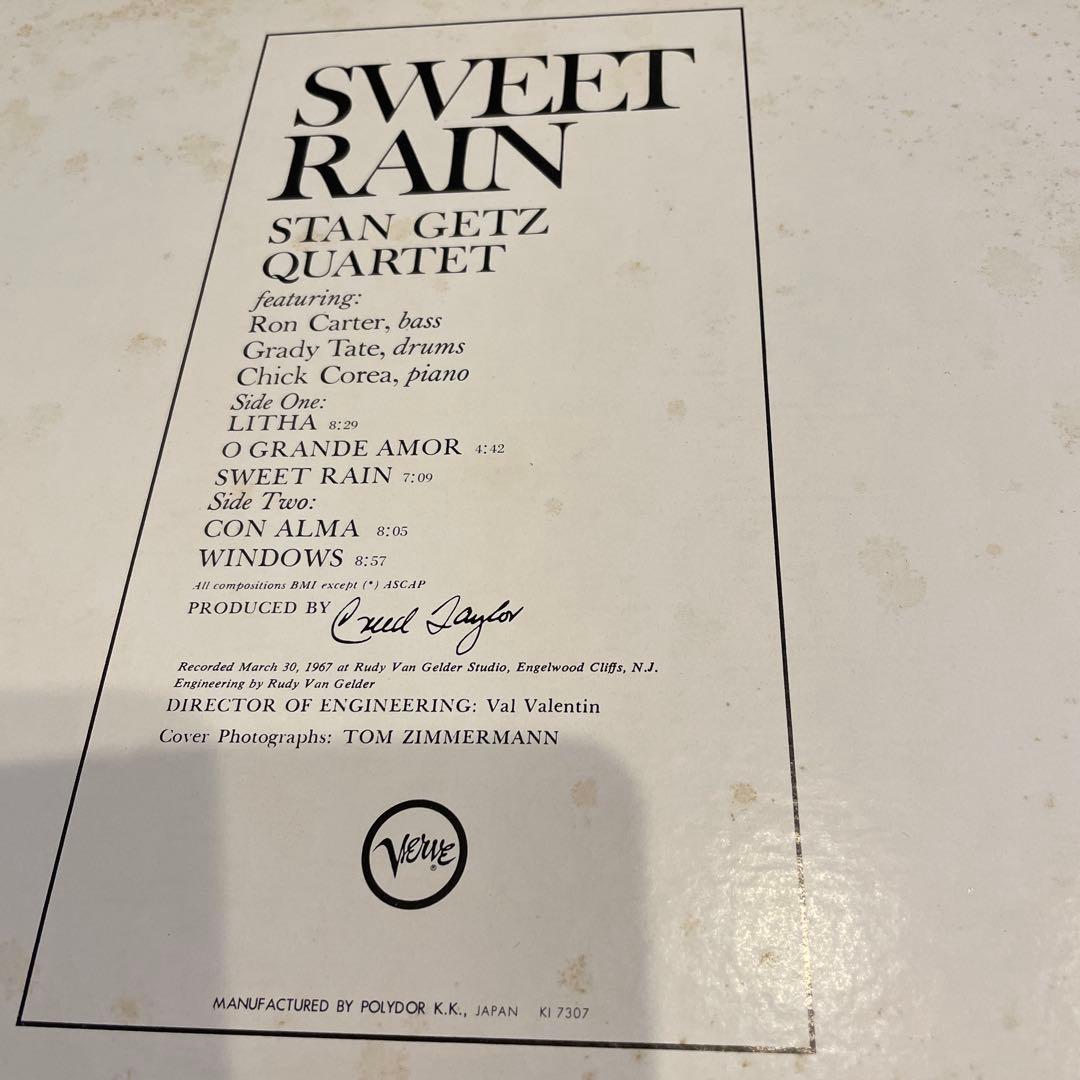 SWEET
RAIN
STAN GETZ
QUARTET
featuring:
Ron Carter, bass
Grady Tate, drums
Chick Corea, piano
Side One:
LITHA 8:29
O GRANDE AMOR 4:42
SWEET RAIN 7:09
Side Two:
CON ALMA 8:05
WINDOWS 8:57
All compositions BMI except (*) ASCAP
PRODUCED BY Creed Taylor
Recorded March 30, 1967 at Rudy Van Gelder Studio, Engelwood Cliffs, N.J.
Engineering by Rudy Van Gelder
DIRECTOR OF ENGINEERING: Val Valentin
Cover Photographs: TOM ZIMMERMANN
Verve
®
MANUFACTURED BY POLYDOR K.K., JAPAN KI 7307